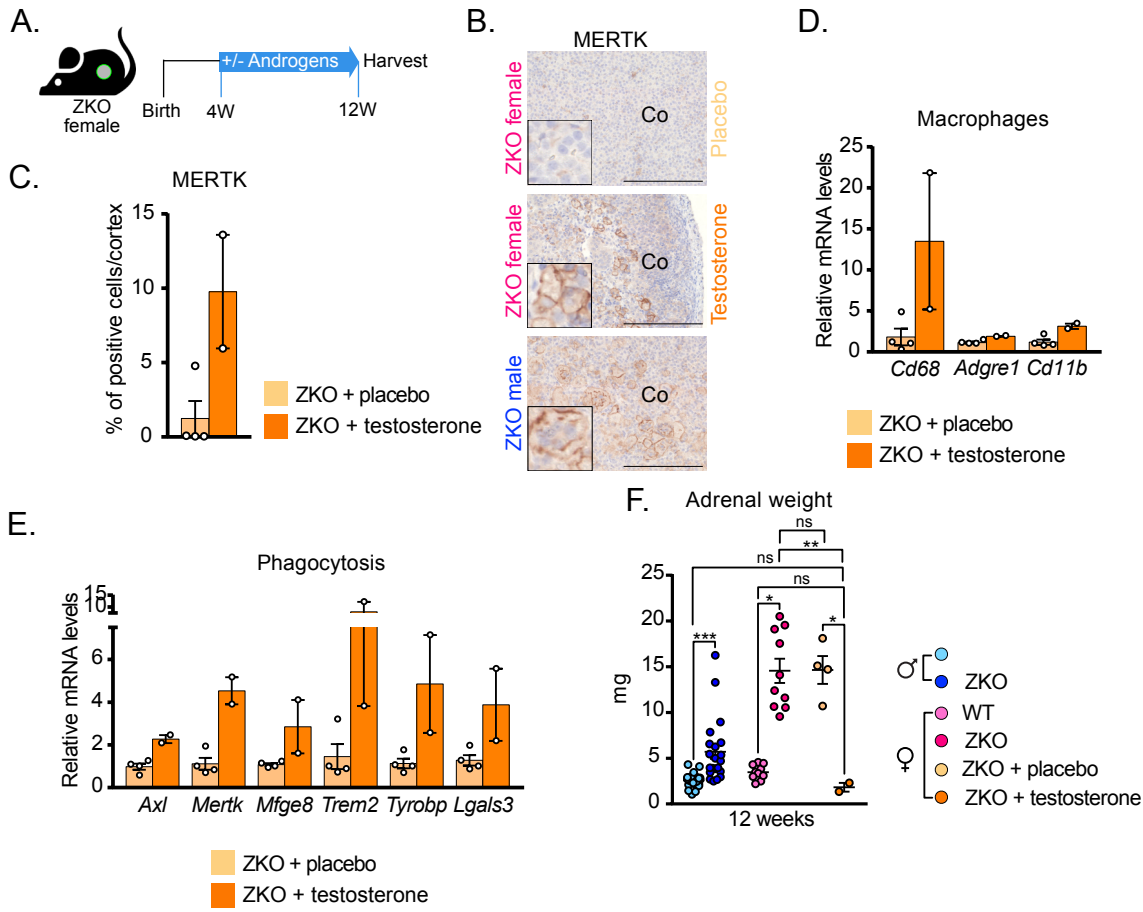 A.
ZKO
female
+/- Androgens
Birth
4W
12W
Harvest
B.
MERTK
ZKO female
Co
Placebo
ZKO female
Co
Testosterone
ZKO male
Co
C.
MERTK
% of positive cells/cortex
15
10
5
0
ZKO + placebo
ZKO + testosterone
D.
Macrophages
Relative mRNA levels
25
20
15
10
5
0
Cd68 Adgre1 Cd11b
ZKO + placebo
ZKO + testosterone
E.
Phagocytosis
Relative mRNA levels
15
10
6
4
2
0
Axl Mertk Mfge8 Trem2 Tyrobp Lgals3
ZKO + placebo
ZKO + testosterone
F.
Adrenal weight
ns
**
ns
ns
*
*
***
mg
25
20
15
10
5
0
12 weeks
♂
ZKO
♀
WT
ZKO
ZKO + placebo
ZKO + testosterone